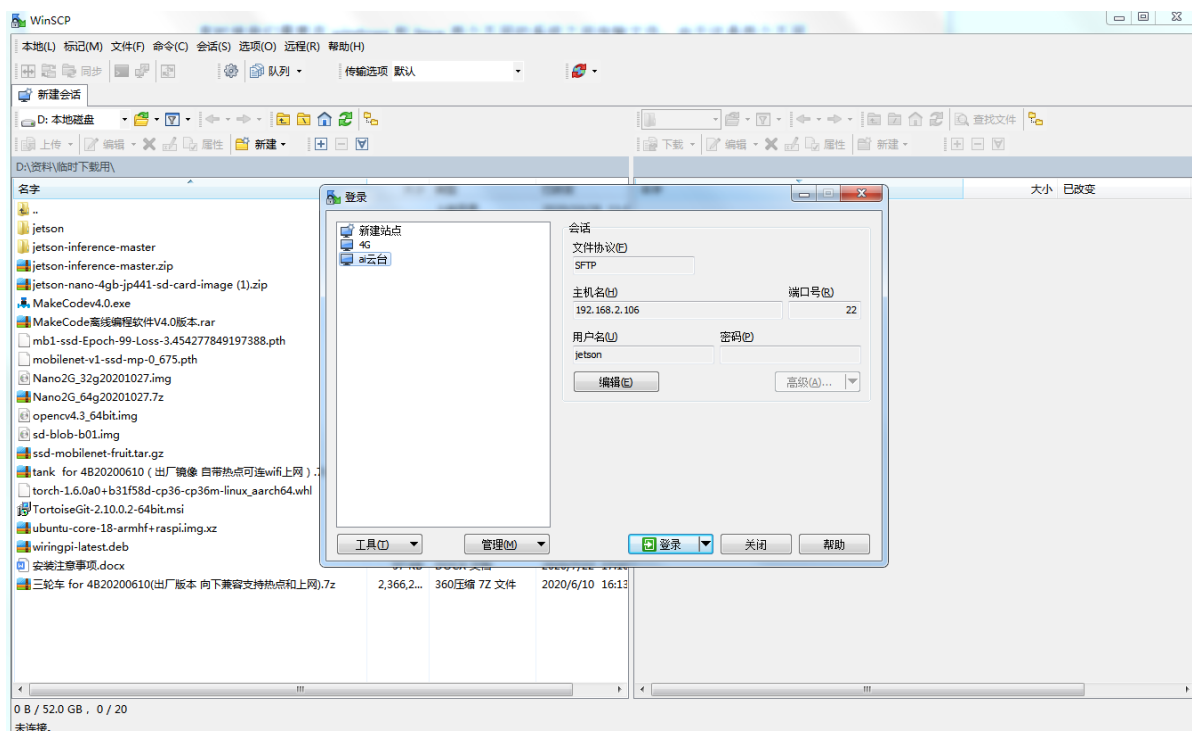 WinSCP
本地(L) 标记(M) 文件(F) 命令(C) 会话(S) 选项(O) 远程(R) 帮助(H)
同步 队列 传输选项 默认
新建会话
D: 本地磁盘 查找文件
上传 编辑 属性 新建 下载 编辑 属性 新建
D:\资料\临时下载用\
名字 大小 已改变
..
jetson
jetson-inference-master
jetson-inference-master.zip
jetson-nano-4gb-jp441-sd-card-image (1).zip
MakeCodev4.0.exe
MakeCode离线编程软件V4.0版本.rar
mb1-ssd-Epoch-99-Loss-3.454277849197388.pth
mobilenet-v1-ssd-mp-0_675.pth
Nano2G_32g20201027.img
Nano2G_64g20201027.7z
opencv4.3_64bit.img
sd-blob-b01.img
ssd-mobilenet-fruit.tar.gz
tank for 4B20200610（出厂镜像 自带热点可连wifi上网）.
torch-1.6.0a0+b31f58d-cp36-cp36m-linux_aarch64.whl
TortoiseGit-2.10.0.2-64bit.msi
ubuntu-core-18-armhf+raspi.img.xz
wiringpi-latest.deb
安装注意事项.docx
三轮车 for 4B20200610(出厂版本 向下兼容支持热点和上网).7z 2,366,2... 360压缩 7Z 文件 2020/6/10 16:13
登录
新建站点
4G
ai云台
会话
文件协议(F)
SFTP
主机名(H) 端口号(R)
192.168.2.106 22
用户名(U) 密码(P)
jetson
编辑(E) 高级(A)...
工具(T) 管理(M) 登录 关闭 帮助
0 B / 52.0 GB， 0 / 20
未连接。